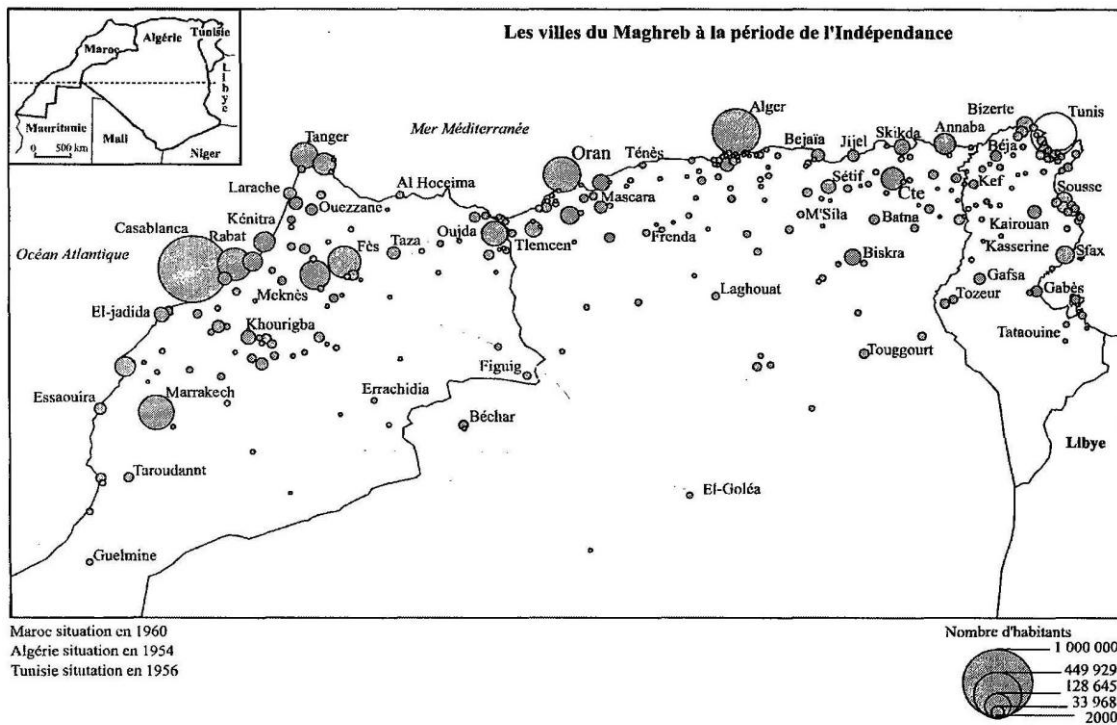 Les villes du Maghreb à la période de l'Indépendance
Maroc
Algérie
Tunisie
Libye
Mauritanie
Mali
Niger
0 500 km
Mer Méditerranée
Océan Atlantique
Tanger
Larache
Ouezzane
Al Hoceima
Kénitra
Casablanca
Rabat
Fès
Taza
Oujda
Meknès
El-jadida
Khouribga
Essaouira
Marrakech
Errachidia
Figuig
Taroudannt
Guelmine
Oran
Ténès
Alger
Bejaïa
Jijel
Skikda
Annaba
Mascara
Sétif
Cte
Tlemcen
Frenda
M'Sila
Batna
Biskra
Laghouat
Touggourt
Béchar
El-Goléa
Bizerte
Tunis
Béja
Kef
Sousse
Kairouan
Kasserine
Sfax
Gafsa
Gabès
Tozeur
Tataouine
Libye
Maroc situation en 1960
Algérie situation en 1954
Tunisie situtation en 1956
Nombre d'habitants
1 000 000
449 929
128 645
33 968
2000